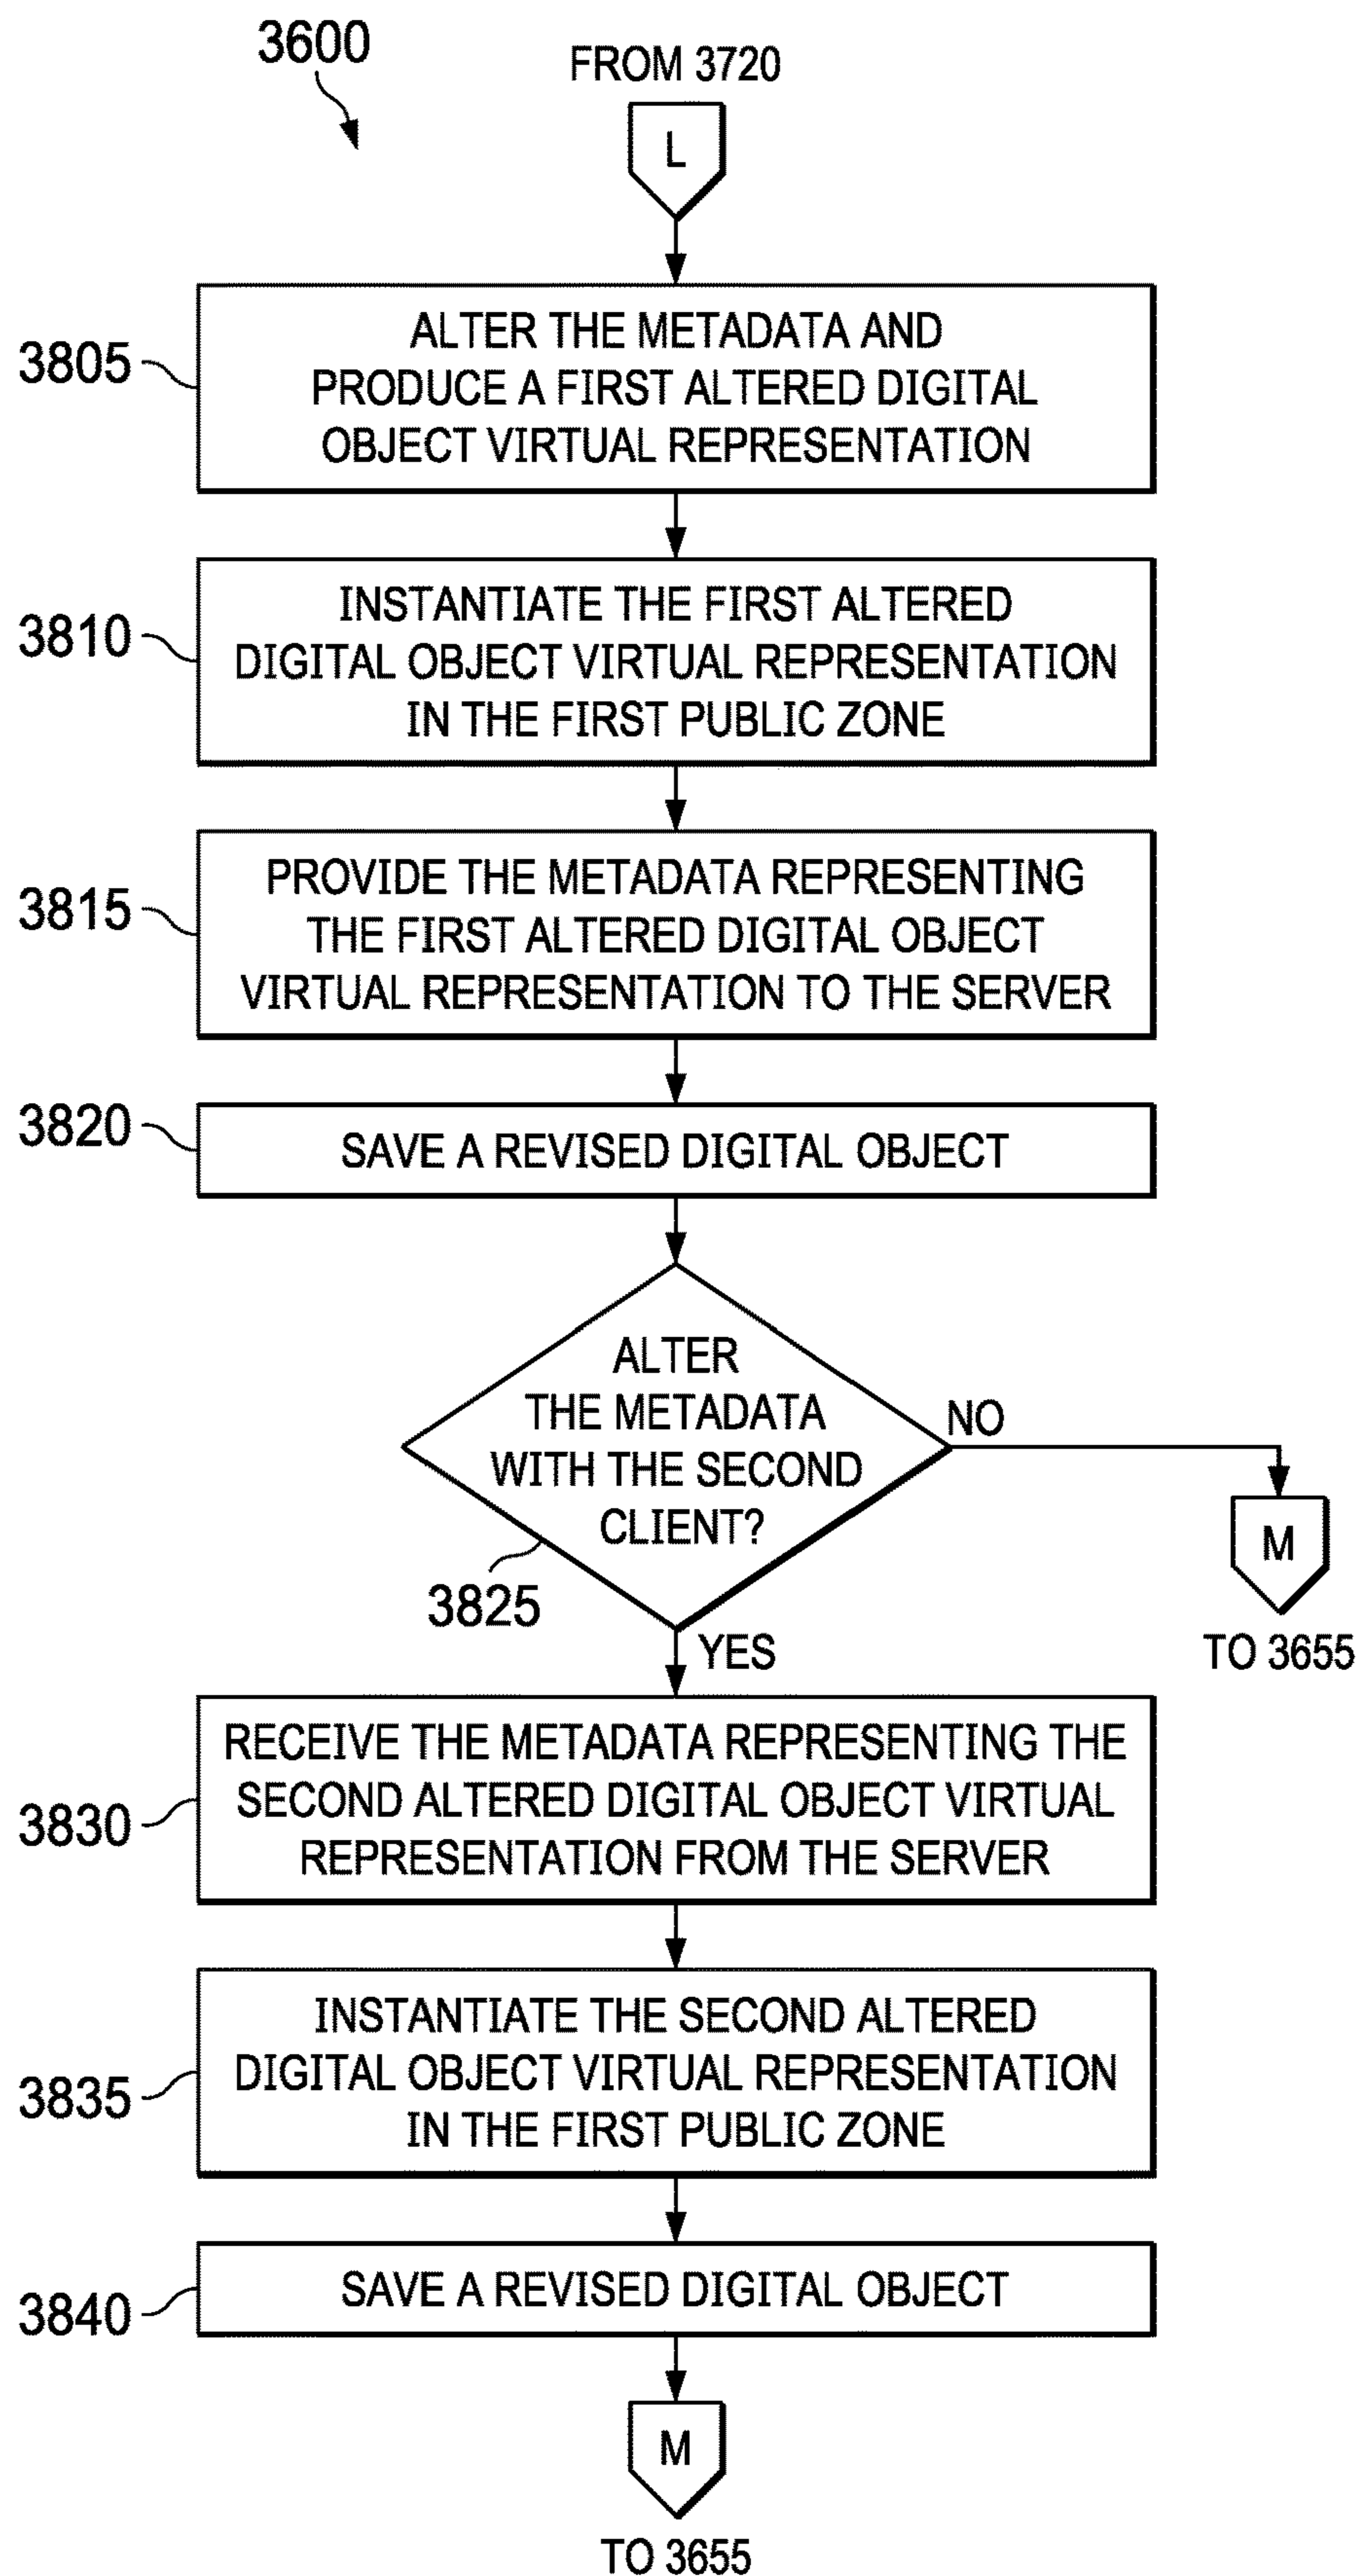 3600
FROM 3720
L
3805
ALTER THE METADATA AND
PRODUCE A FIRST ALTERED DIGITAL
OBJECT VIRTUAL REPRESENTATION
3810
INSTANTIATE THE FIRST ALTERED
DIGITAL OBJECT VIRTUAL REPRESENTATION
IN THE FIRST PUBLIC ZONE
3815
PROVIDE THE METADATA REPRESENTING
THE FIRST ALTERED DIGITAL OBJECT
VIRTUAL REPRESENTATION TO THE SERVER
3820
SAVE A REVISED DIGITAL OBJECT
ALTER
THE METADATA
WITH THE SECOND
CLIENT?
3825
NO
M
TO 3655
YES
3830
RECEIVE THE METADATA REPRESENTING THE
SECOND ALTERED DIGITAL OBJECT VIRTUAL
REPRESENTATION FROM THE SERVER
3835
INSTANTIATE THE SECOND ALTERED
DIGITAL OBJECT VIRTUAL REPRESENTATION
IN THE FIRST PUBLIC ZONE
3840
SAVE A REVISED DIGITAL OBJECT
M
TO 3655